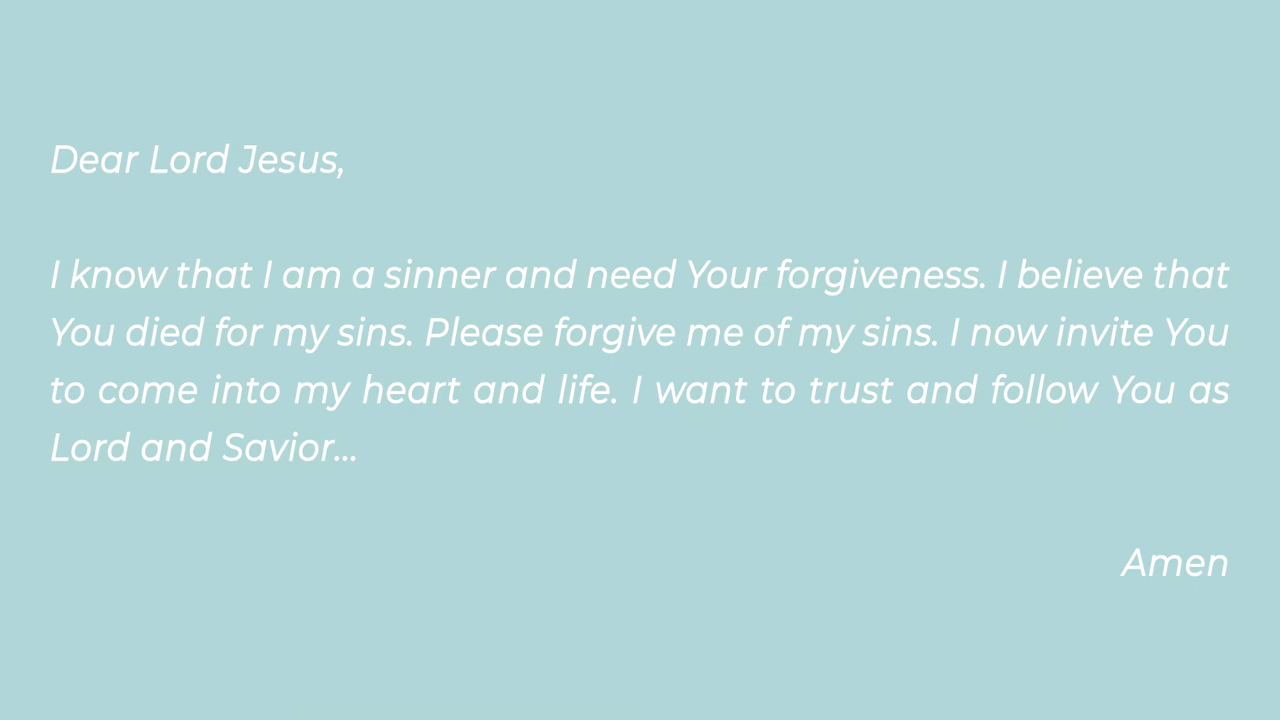 Dear Lord Jesus,
I know that I am a sinner and need Your forgiveness. I believe that
You died for my sins. Please forgive me of my sins. I now invite You
to come into my heart and life. I want to trust and follow You as
Lord and Savior...
Amen